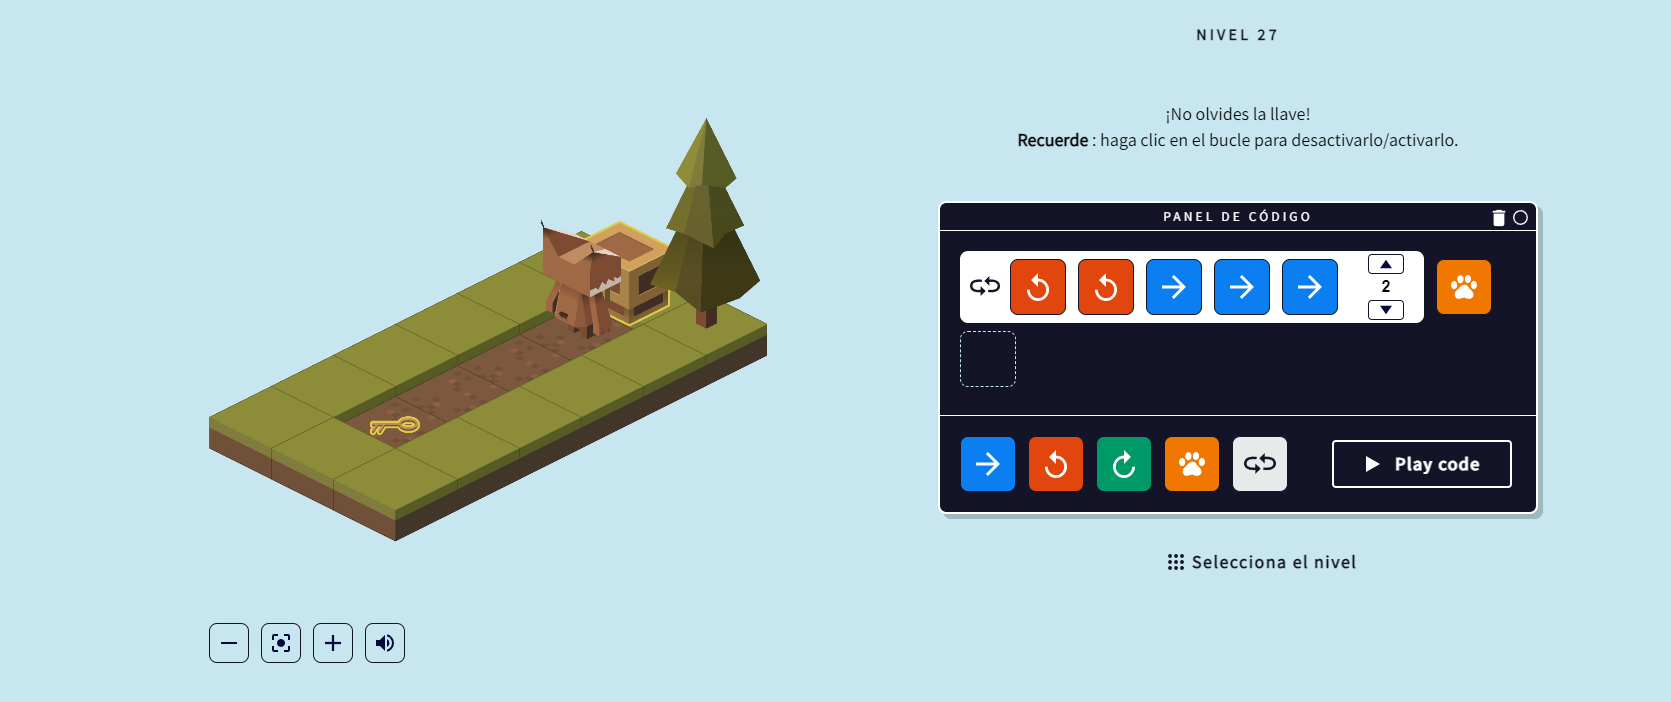 NIVEL 27
¡No olvides la llave!
Recuerde : haga clic en el bucle para desactivarlo/activarlo.
PANEL DE CÓDIGO
2
Play code
Selecciona el nivel